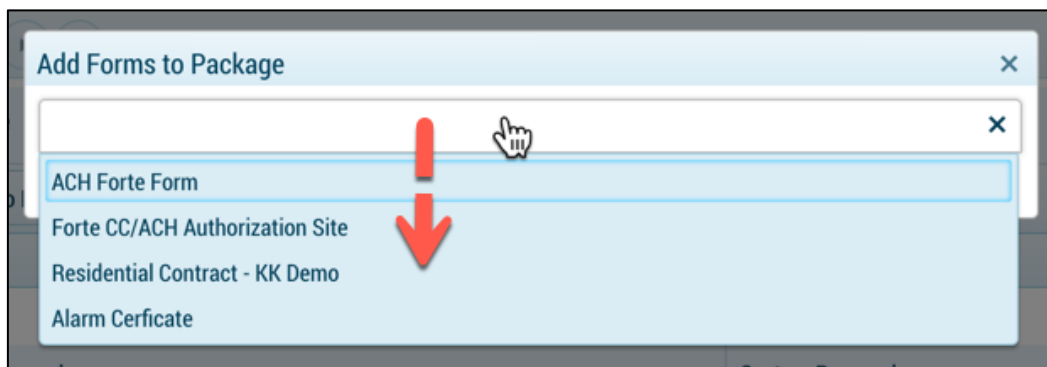 Add Forms to Package
ACH Forte Form
Forte CC/ACH Authorization Site
Residential Contract - KK Demo
Alarm Cerficate